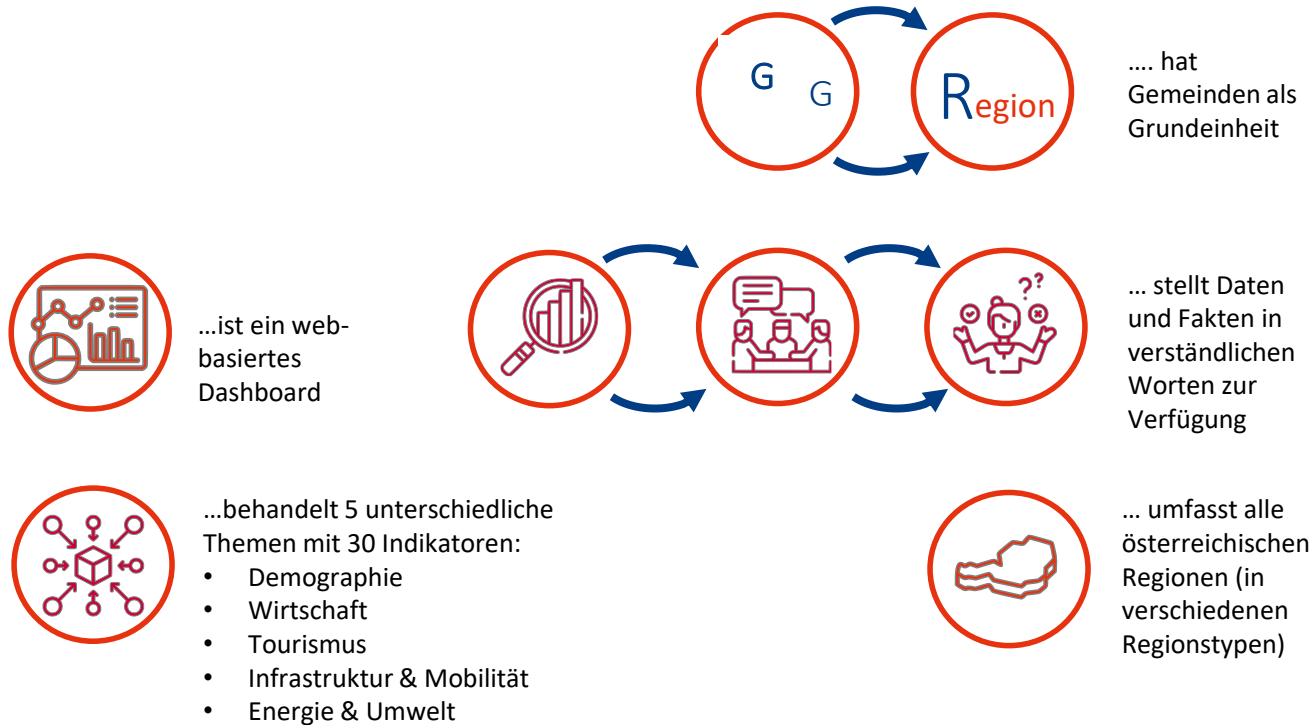 G
G
Region
.... hat
Gemeinden als
Grundeinheit
...ist ein web-
basiertes
Dashboard
??
... stellt Daten
und Fakten in
verständlichen
Worten zur
Verfügung
...behandelt 5 unterschiedliche
Themen mit 30 Indikatoren:
• Demographie
• Wirtschaft
• Tourismus
• Infrastruktur & Mobilität
• Energie & Umwelt
... umfasst alle
österreichischen
Regionen (in
verschiedenen
Regionstypen)